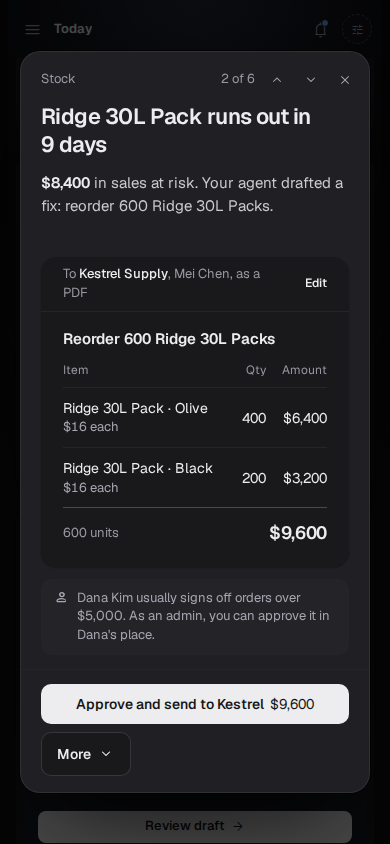 Today
Stock
2 of 6
Ridge 30L Pack runs out in
9 days
$8,400 in sales at risk. Your agent drafted a
fix: reorder 600 Ridge 30L Packs.
To Kestrel Supply, Mei Chen, as a
PDF
Edit
Reorder 600 Ridge 30L Packs
Item Qty Amount
Ridge 30L Pack · Olive 400 $6,400
$16 each
Ridge 30L Pack · Black 200 $3,200
$16 each
600 units $9,600
Dana Kim usually signs off orders over
$5,000. As an admin, you can approve it in
Dana's place.
Approve and send to Kestrel $9,600
More
Review draft →